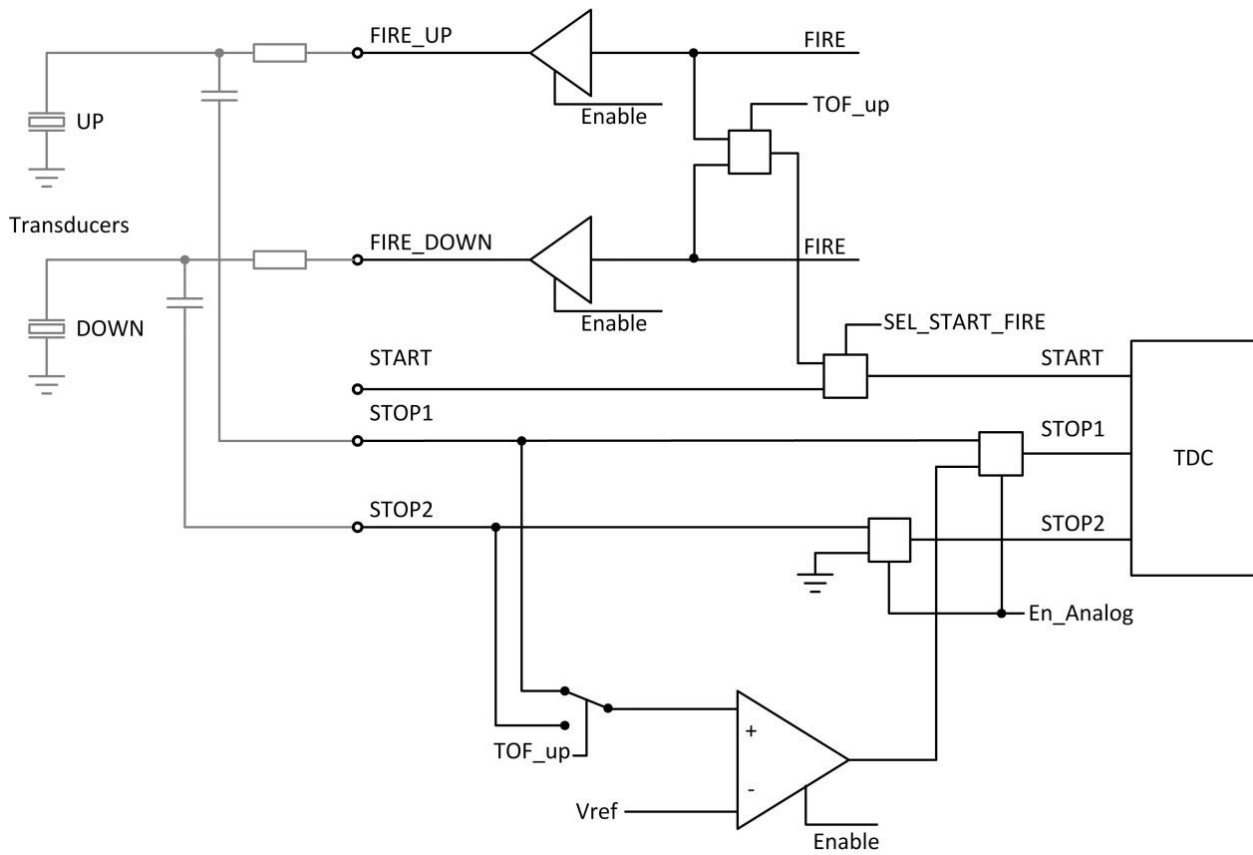 FIRE_UP
FIRE
Enable
TOF_up
UP
Transducers
FIRE_DOWN
FIRE
Enable
DOWN
SEL_START_FIRE
START
START
STOP1
STOP1
TDC
STOP2
STOP2
En_Analog
+
TOF_up
-
Vref
Enable